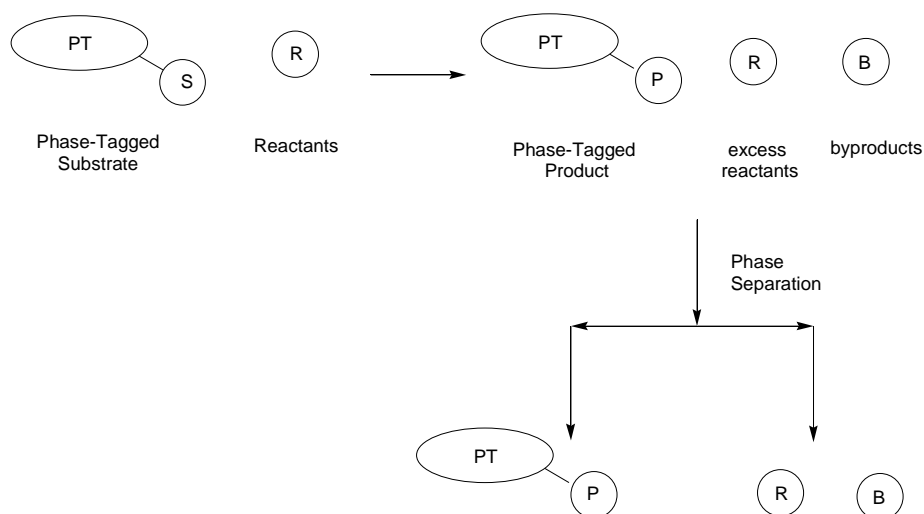 PT
S
R
Phase-Tagged
Substrate
Reactants
PT
P
R
B
Phase-Tagged
Product
excess
reactants
byproducts
Phase
Separation
PT
P
R
B